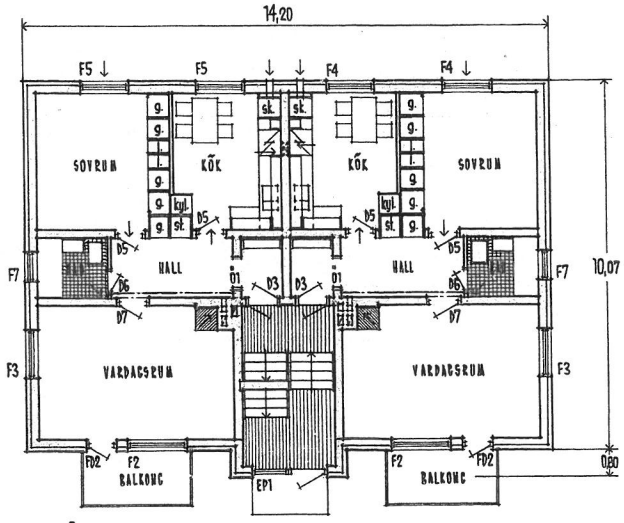 14,20
F5 F5 F4 F4
g. sk. sk. g.
g. g.
SOVRUM KÖK KÖK SOVRUM
l. l.
g. g.
g. kyl. kyl. g.
g. st. D5 D5 st. g.
D5 D5
F7 HALL HALL F7
10,07
D6 D1 D3 D3 D1 D6
D7 D7
F3 VARDAGSRUM VARDAGSRUM F3
FD2 F2 F2 FD2
0,80
BALKONG EP1 BALKONG